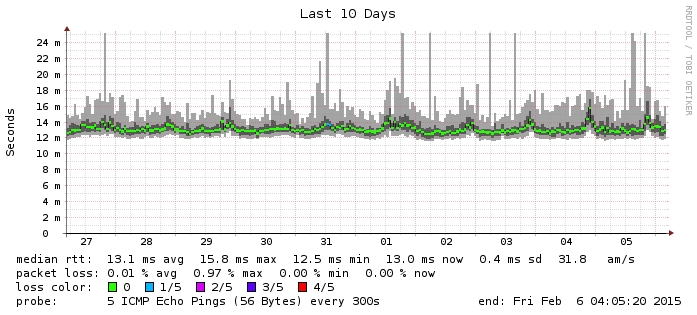 Last 10 Days
RRDTOOL / TOBI OETIKER
Seconds
24 m
22 m
20 m
18 m
16 m
14 m
12 m
10 m
8 m
6 m
4 m
2 m
0
27 28 29 30 31 01 02 03 04 05
median rtt: 13.1 ms avg 15.8 ms max 12.5 ms min 13.0 ms now 0.4 ms sd 31.8 am/s
packet loss: 0.01 % avg 0.97 % max 0.00 % min 0.00 % now
loss color: 0 1/5 2/5 3/5 4/5
probe: 5 ICMP Echo Pings (56 Bytes) every 300s end: Fri Feb 6 04:05:20 2015